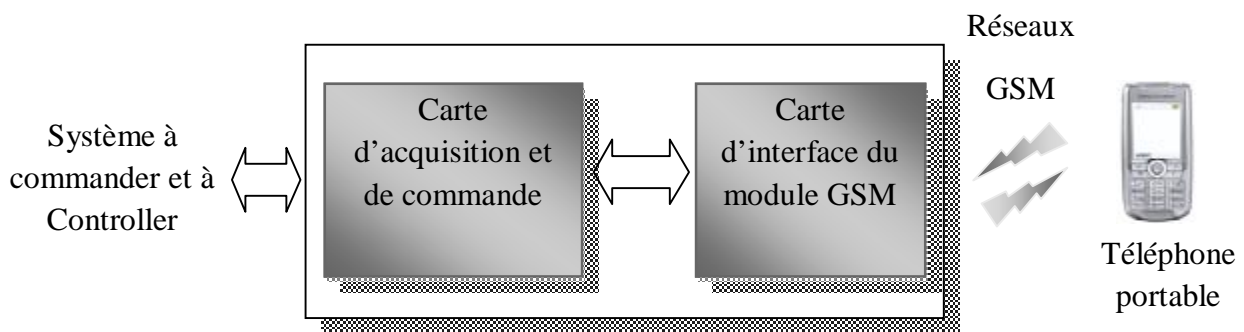 Système à
commander et à
Controller
Carte
d'acquisition et
de commande
Carte
d'interface du
module GSM
Réseaux
GSM
Téléphone
portable